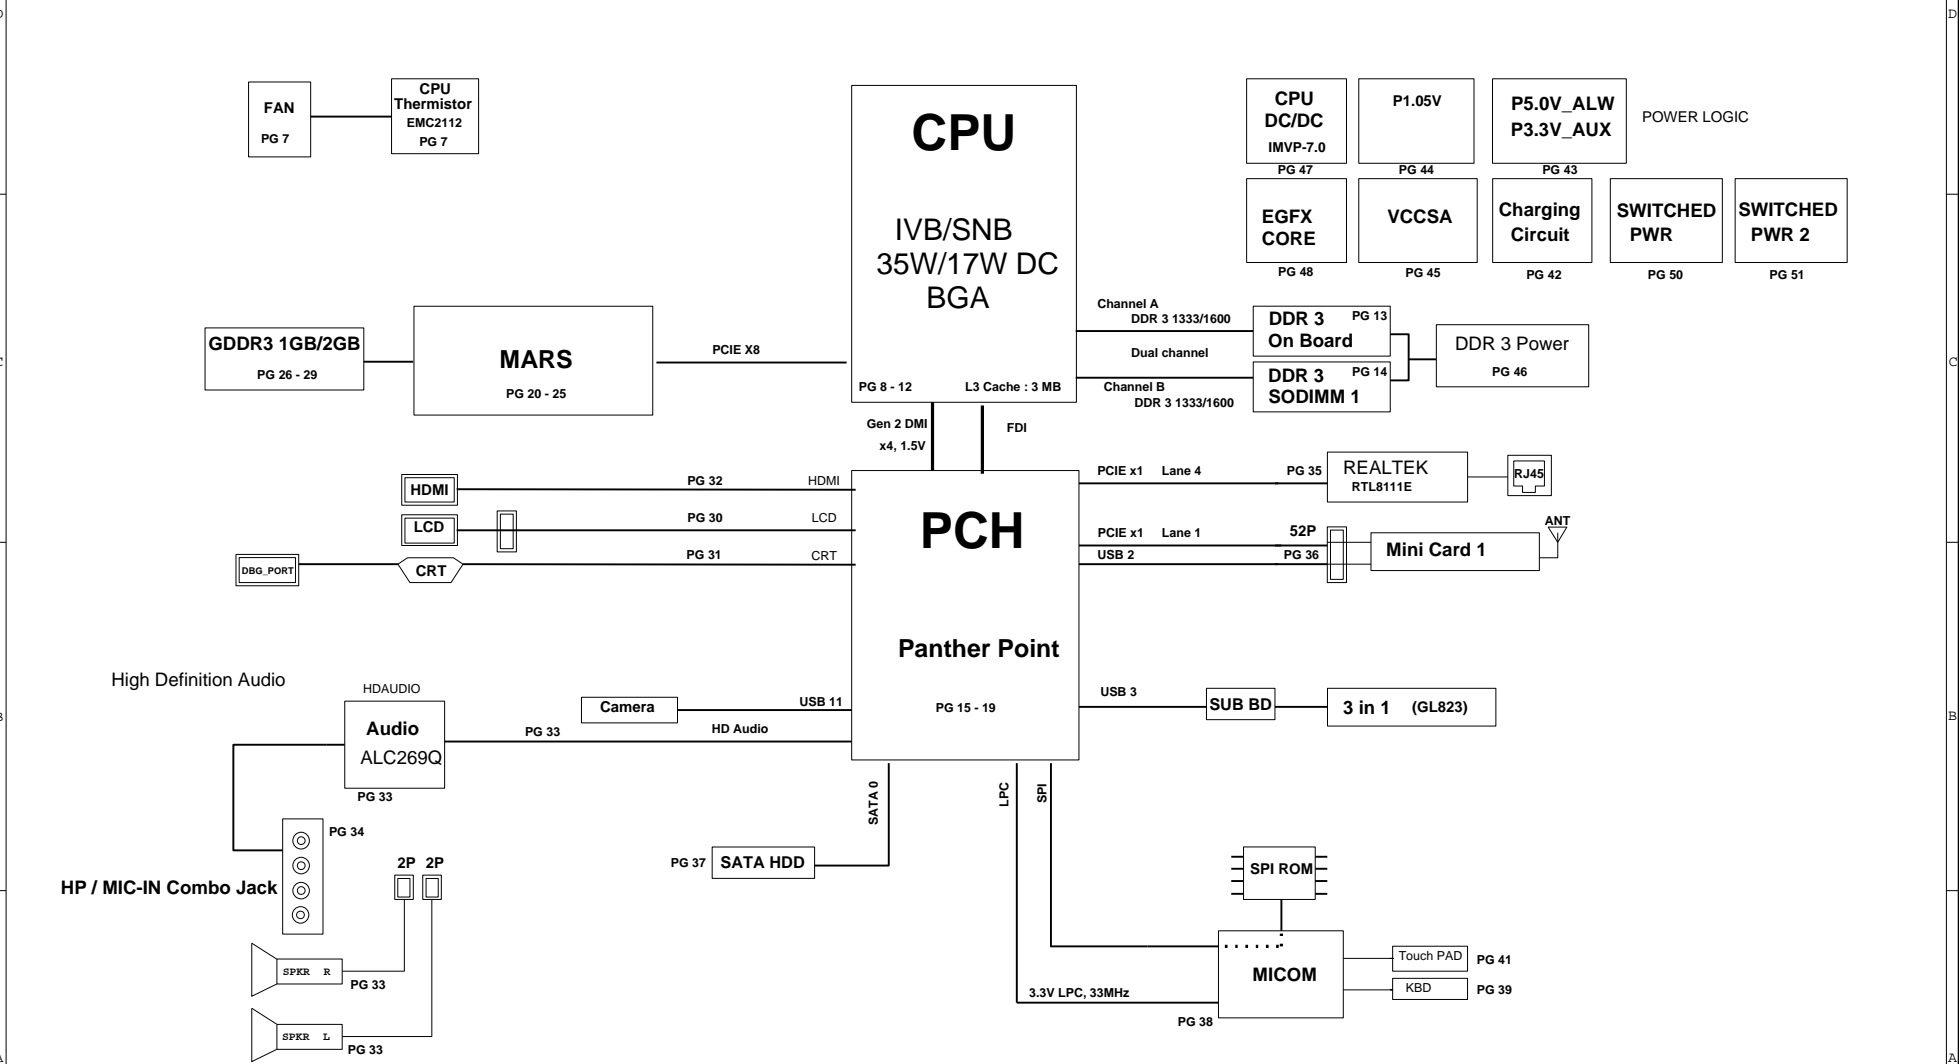 D
D
FAN
PG 7
CPU
Thermistor
EMC2112
PG 7
CPU
IVB/SNB
35W/17W DC
BGA
PG 8 - 12
L3 Cache : 3 MB
CPU
DC/DC
IMVP-7.0
PG 47
P1.05V
PG 44
P5.0V_ALW
P3.3V_AUX
PG 43
POWER LOGIC
EGFX
CORE
PG 48
VCCSA
PG 45
Charging
Circuit
PG 42
SWITCHED
PWR
PG 50
SWITCHED
PWR 2
PG 51
GDDR3 1GB/2GB
PG 26 - 29
MARS
PG 20 - 25
PCIE X8
Channel A
DDR 3 1333/1600
Dual channel
Channel B
DDR 3 1333/1600
DDR 3 PG 13
On Board
DDR 3 PG 14
SODIMM 1
DDR 3 Power
PG 46
C
C
Gen 2 DMI
x4, 1.5V
FDI
HDMI
PG 32
HDMI
LCD
PG 30
LCD
DBG_PORT
CRT
PG 31
CRT
PCH
Panther Point
PG 15 - 19
PCIE x1 Lane 4
PG 35
REALTEK
RTL8111E
RJ45
PCIE x1 Lane 1
52P
USB 2
PG 36
Mini Card 1
ANT
High Definition Audio
HDAUDIO
Audio
ALC269Q
PG 33
Camera
USB 11
PG 33
HD Audio
USB 3
SUB BD
3 in 1 (GL823)
B
B
SATA 0
LPC
SPI
PG 34
HP / MIC-IN Combo Jack
2P 2P
PG 37
SATA HDD
SPI ROM
SPKR R
PG 33
SPKR L
PG 33
3.3V LPC, 33MHz
MICOM
PG 38
Touch PAD
PG 41
KBD
PG 39
A
A